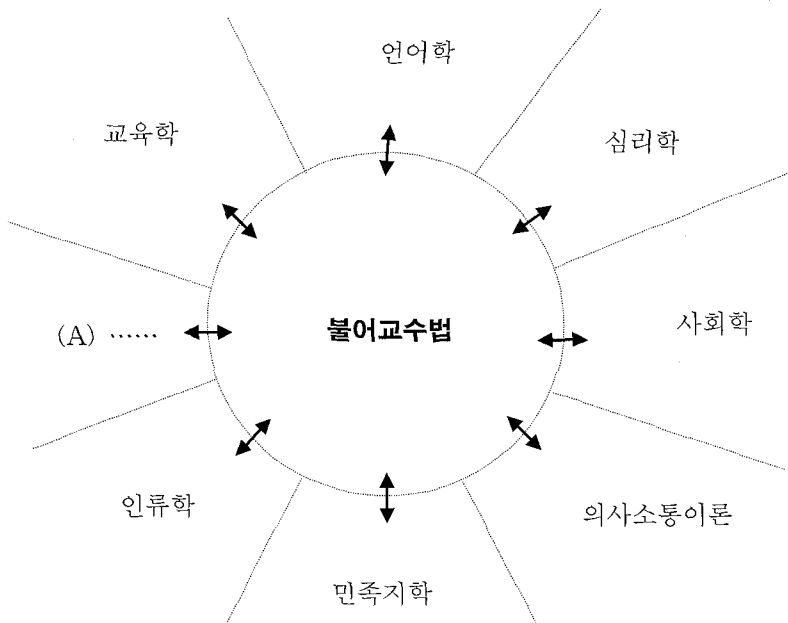 언어학
교육학
심리학
(A) ……
불어교수법
사회학
인류학
의사소통이론
민족지학